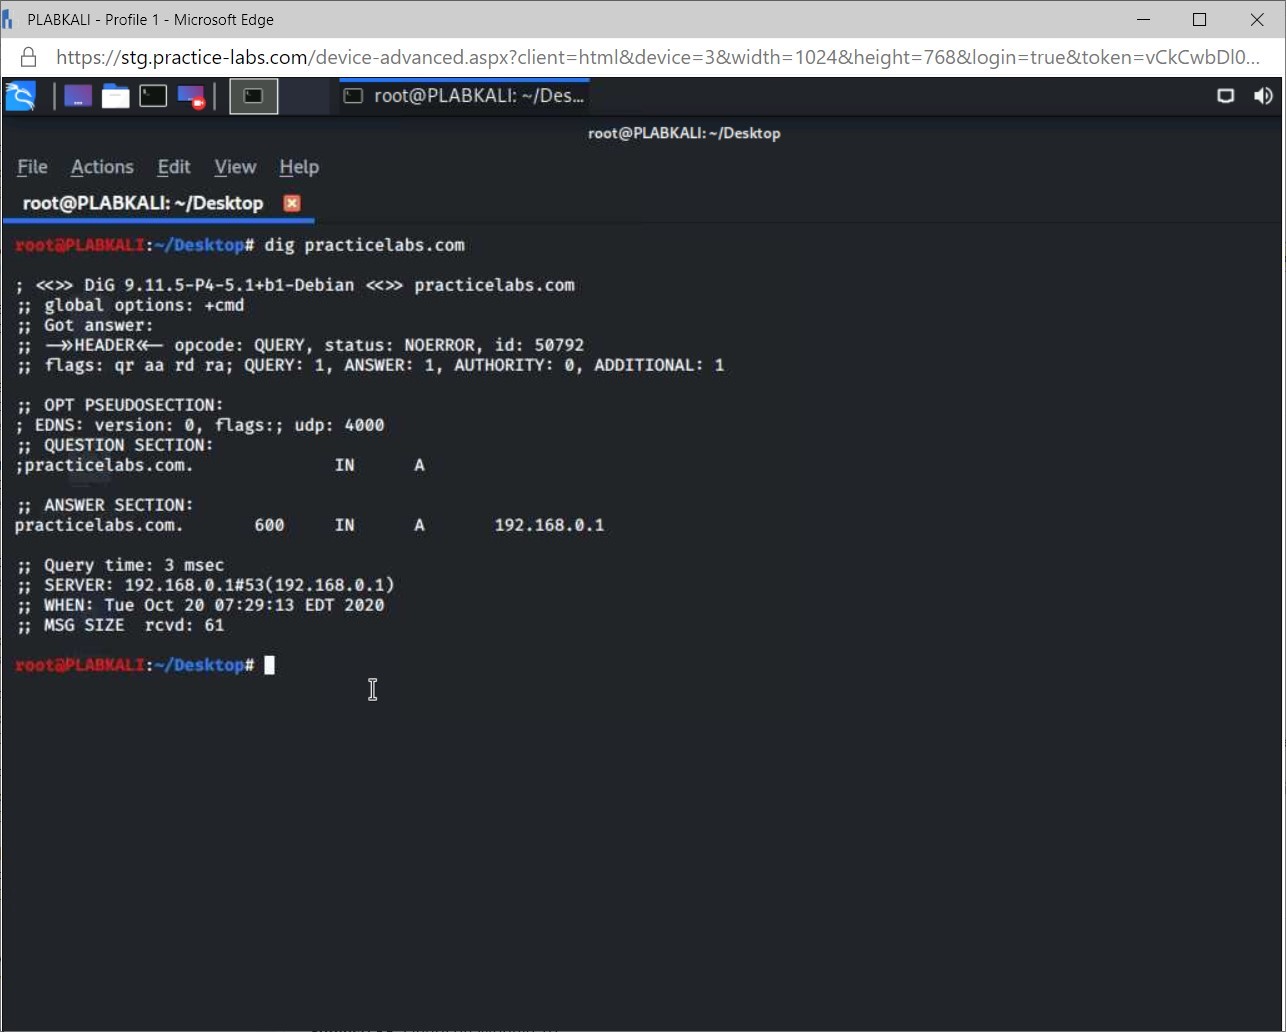 PLABKALI - Profile 1 - Microsoft Edge
https://stg.practice-labs.com/device-advanced.aspx?client=html&device=3&width=1024&height=768&login=true&token=vCkCwbDl0...
root@PLABKALI: ~/Des...
root@PLABKALI: ~/Desktop
File Actions Edit View Help
root@PLABKALI: ~/Desktop
root@PLABKALI:~/Desktop# dig practicelabs.com
; <<>> DiG 9.11.5-P4-5.1+b1-Debian <<>> practicelabs.com
;; global options: +cmd
;; Got answer:
;; ->>HEADER<<- opcode: QUERY, status: NOERROR, id: 50792
;; flags: qr aa rd ra; QUERY: 1, ANSWER: 1, AUTHORITY: 0, ADDITIONAL: 1
;; OPT PSEUDOSECTION:
; EDNS: version: 0, flags:; udp: 4000
;; QUESTION SECTION:
;practicelabs.com. IN A
;; ANSWER SECTION:
practicelabs.com. 600 IN A 192.168.0.1
;; Query time: 3 msec
;; SERVER: 192.168.0.1#53(192.168.0.1)
;; WHEN: Tue Oct 20 07:29:13 EDT 2020
;; MSG SIZE rcvd: 61
root@PLABKALI:~/Desktop#